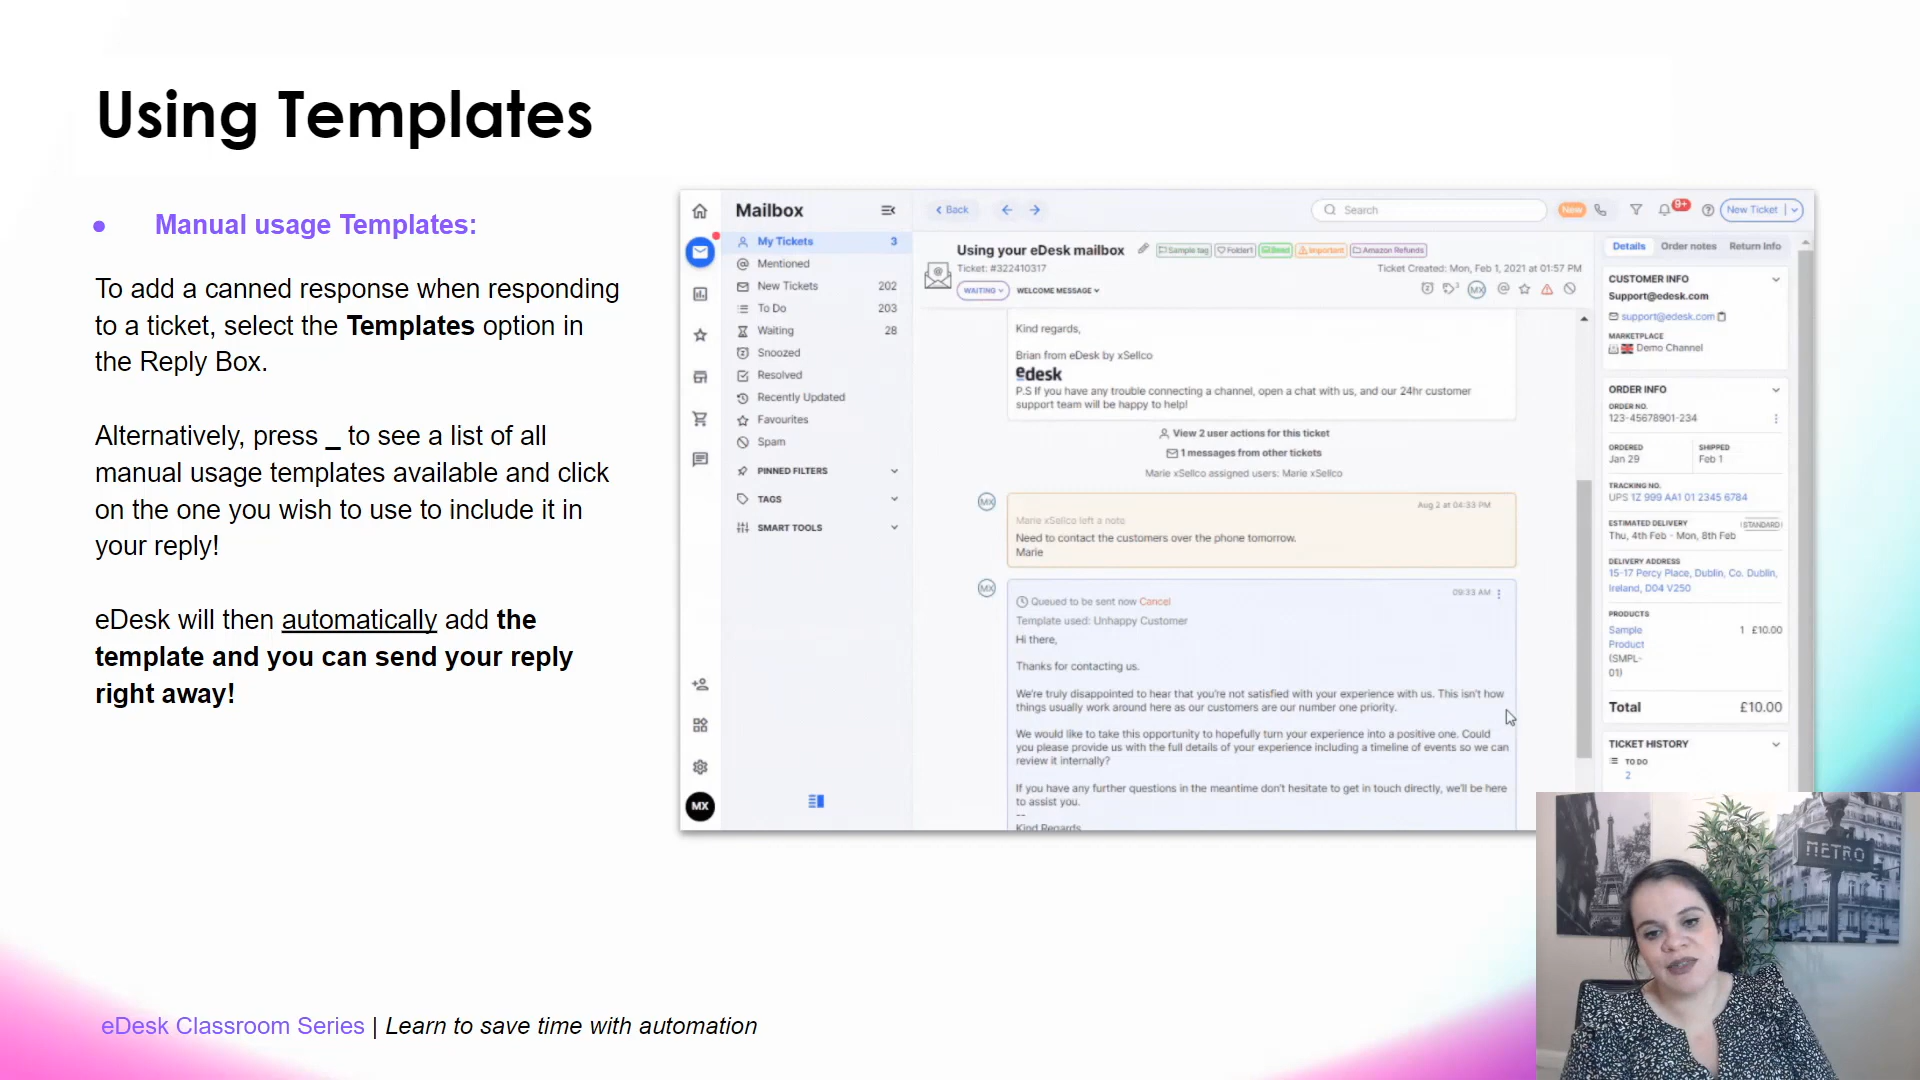 Using Templates
Manual usage Templates:
To add a canned response when responding
to a ticket, select the Templates option in
the Reply Box.
Alternatively, press _ to see a list of all
manual usage templates available and click
on the one you wish to use to include it in
your reply!
eDesk will then automatically add the
template and you can send your reply
right away!
Mailbox
My Tickets 3
Mentioned
New Tickets 202
To Do 203
Waiting 28
Snoozed
Resolved
Recently Updated
Favourites
Spam
PINNED FILTERS
TAGS
SMART TOOLS
MX
Back
Search
New
9+
New Ticket
Using your eDesk mailbox
Sample tag
Folder1
Important
Amazon Refunds
Ticket: #322410317
Ticket Created: Mon, Feb 1, 2021 at 01:57 PM
WAITING
WELCOME MESSAGE
MX
Kind regards,
Brian from eDesk by xSellco
edesk
P.S If you have any trouble connecting a channel, open a chat with us, and our 24hr customer
support team will be happy to help!
View 2 user actions for this ticket
1 messages from other tickets
Marie xSellco assigned users: Marie xSellco
MX
Aug 2 at 04:33 PM
Marie xSellco left a note
Need to contact the customers over the phone tomorrow.
Marie
MX
09:33 AM
Queued to be sent now Cancel
Template used: Unhappy Customer
Hi there,
Thanks for contacting us.
We're truly disappointed to hear that you're not satisfied with your experience with us. This isn't how
things usually work around here as our customers are our number one priority.
We would like to take this opportunity to hopefully turn your experience into a positive one. Could
you please provide us with the full details of your experience including a timeline of events so we can
review it internally?
If you have any further questions in the meantime don't hesitate to get in touch directly, we'll be here
to assist you.
--
Kind Regards
Details Order notes Return Info
CUSTOMER INFO
Support@edesk.com
support@edesk.com
MARKETPLACE
Demo Channel
ORDER INFO
ORDER NO.
123-45678901-234
ORDERED SHIPPED
Jan 29 Feb 1
TRACKING NO.
UPS 1Z 999 AA1 01 2345 6784
ESTIMATED DELIVERY STANDARD
Thu, 4th Feb - Mon, 8th Feb
DELIVERY ADDRESS
15-17 Percy Place, Dublin, Co. Dublin,
Ireland, D04 V250
PRODUCTS
Sample 1 £10.00
Product
(SMPL-
01)
Total £10.00
TICKET HISTORY
TO DO
2
METRO
eDesk Classroom Series | Learn to save time with automation